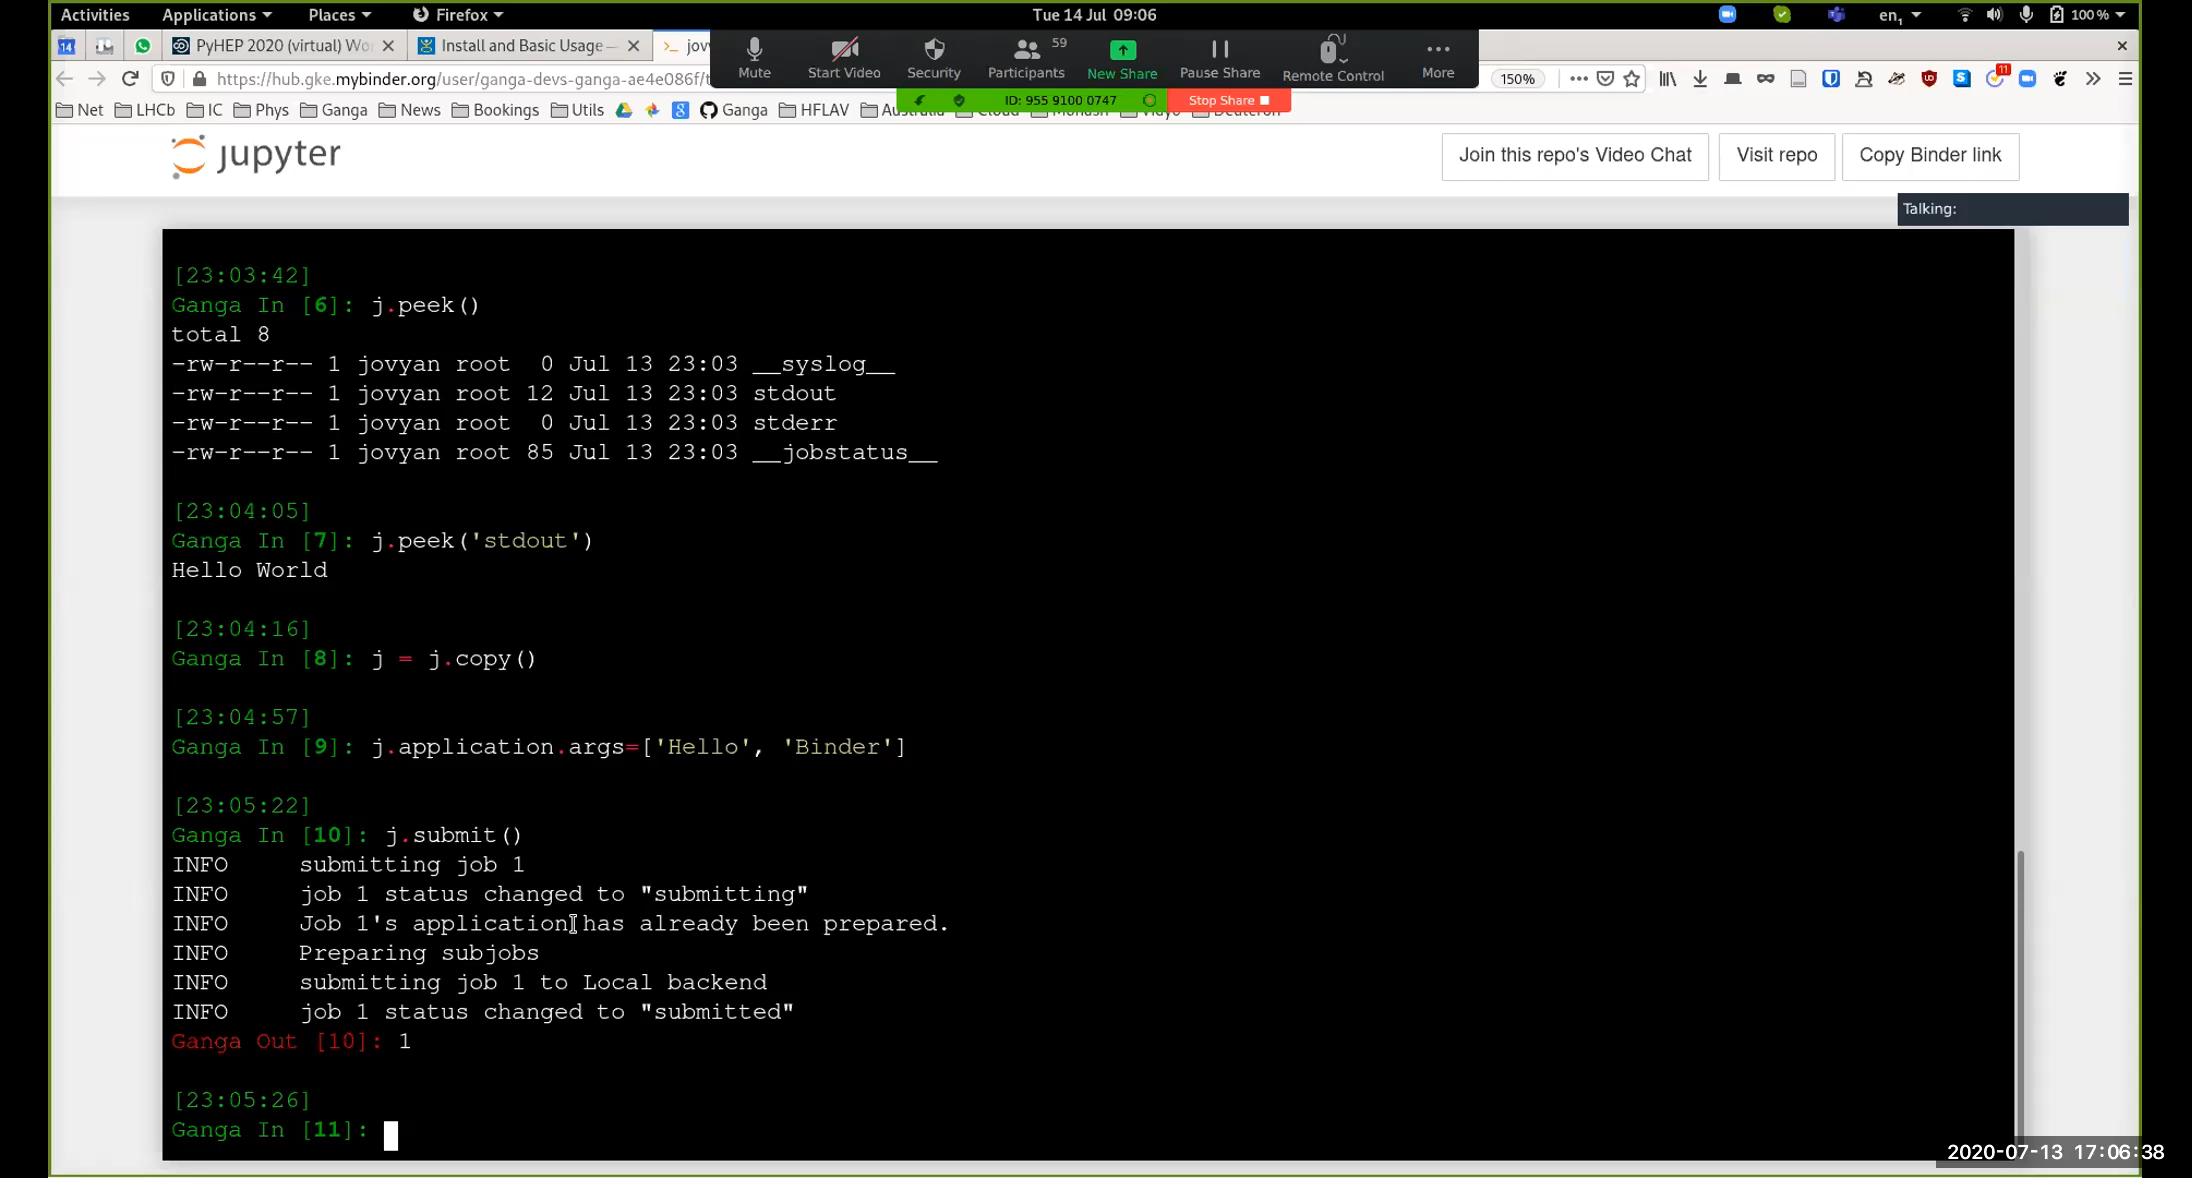 Activities Applications Places Firefox Tue 14 Jul 09:06 en1 100 %
14 PyHEP 2020 (virtual) Wo Install and Basic Usage — jov
Mute Start Video Security Participants 59 New Share Pause Share Remote Control More
https://hub.gke.mybinder.org/user/ganga-devs-ganga-ae4e086f/t 150% 11
ID: 955 9100 0747 Stop Share
Net LHCb IC Phys Ganga News Bookings Utils Ganga HFLAV
jupyter Join this repo's Video Chat Visit repo Copy Binder link
Talking:
[23:03:42]
Ganga In [6]: j.peek()
total 8
-rw-r--r-- 1 jovyan root  0 Jul 13 23:03 __syslog__
-rw-r--r-- 1 jovyan root 12 Jul 13 23:03 stdout
-rw-r--r-- 1 jovyan root  0 Jul 13 23:03 stderr
-rw-r--r-- 1 jovyan root 85 Jul 13 23:03 __jobstatus__
[23:04:05]
Ganga In [7]: j.peek('stdout')
Hello World
[23:04:16]
Ganga In [8]: j = j.copy()
[23:04:57]
Ganga In [9]: j.application.args=['Hello', 'Binder']
[23:05:22]
Ganga In [10]: j.submit()
INFO     submitting job 1
INFO     job 1 status changed to "submitting"
INFO     Job 1's application has already been prepared.
INFO     Preparing subjobs
INFO     submitting job 1 to Local backend
INFO     job 1 status changed to "submitted"
Ganga Out [10]: 1
[23:05:26]
Ganga In [11]:
2020-07-13 17:06:38